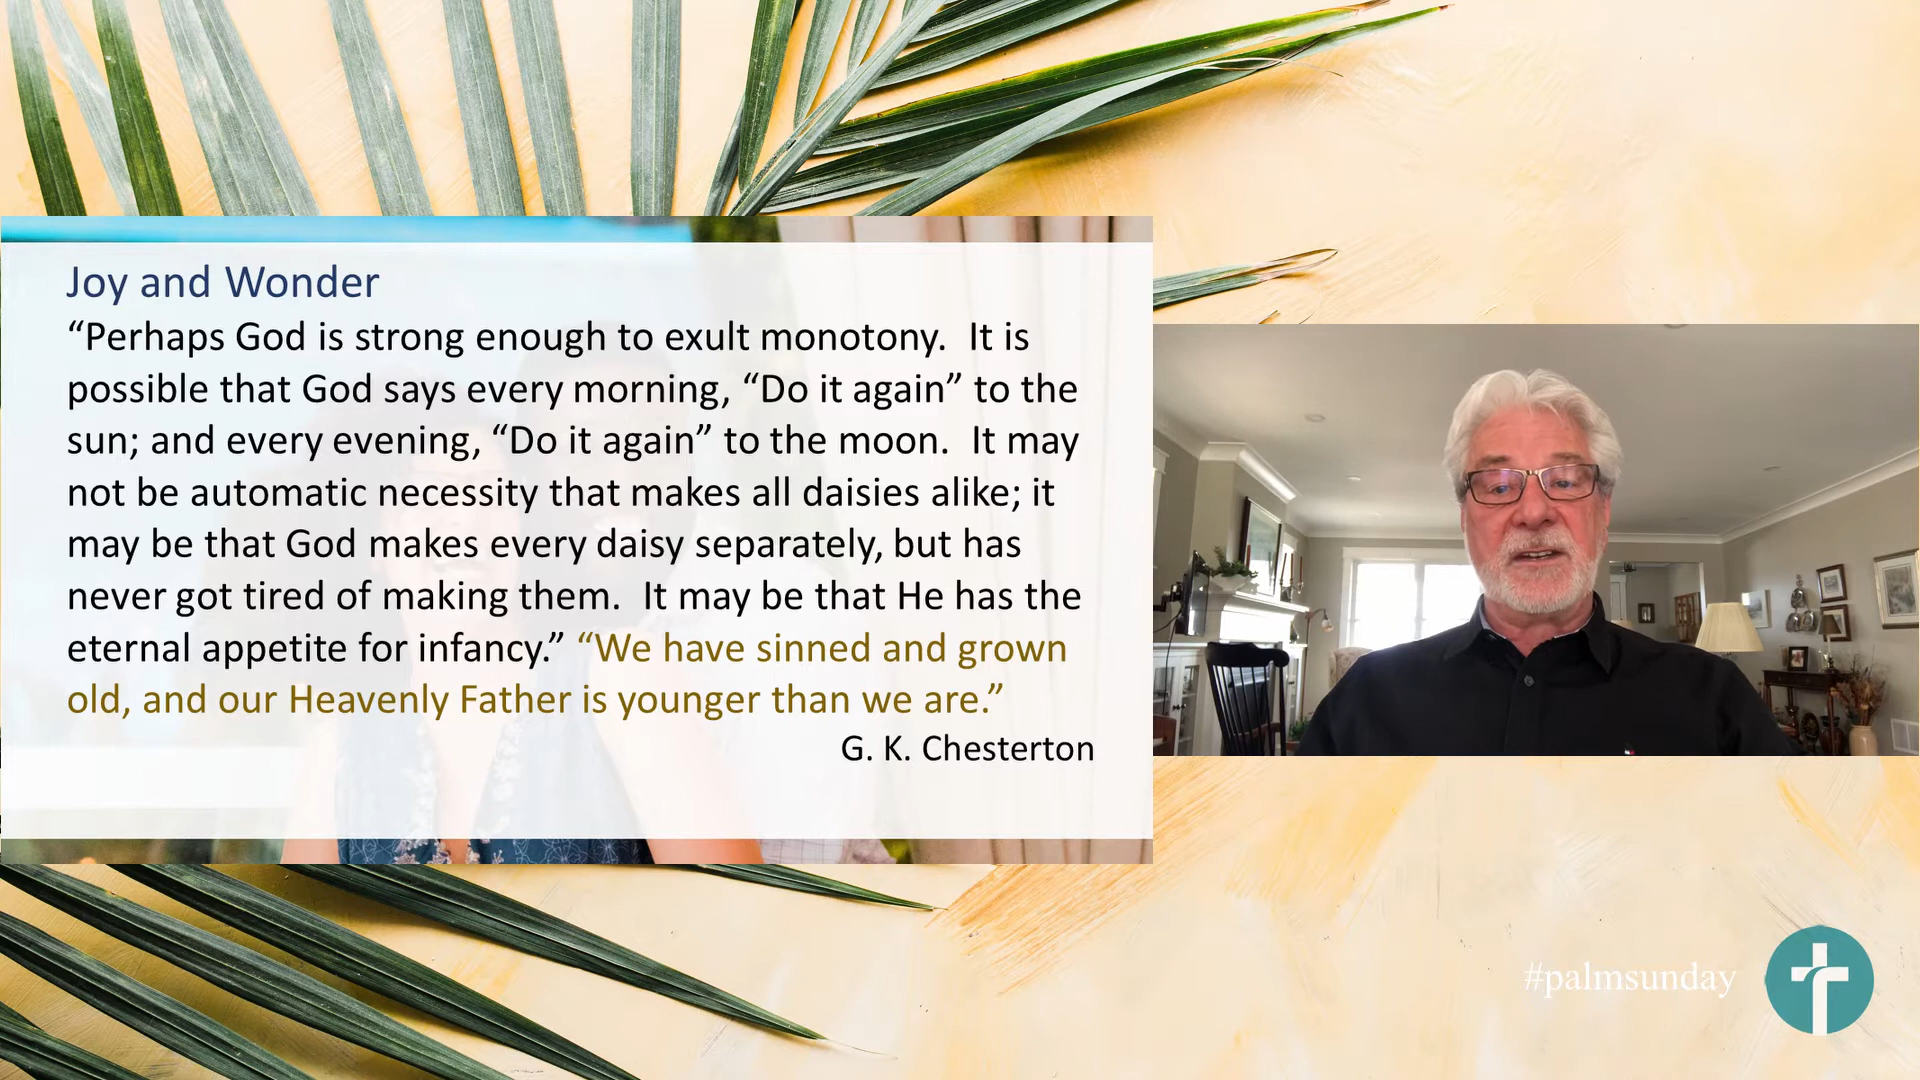 Joy and Wonder
“Perhaps God is strong enough to exult monotony.  It is
possible that God says every morning, “Do it again” to the
sun; and every evening, “Do it again” to the moon.  It may
not be automatic necessity that makes all daisies alike; it
may be that God makes every daisy separately, but has
never got tired of making them.  It may be that He has the
eternal appetite for infancy.” “We have sinned and grown
old, and our Heavenly Father is younger than we are.”
G. K. Chesterton
#palmsunday